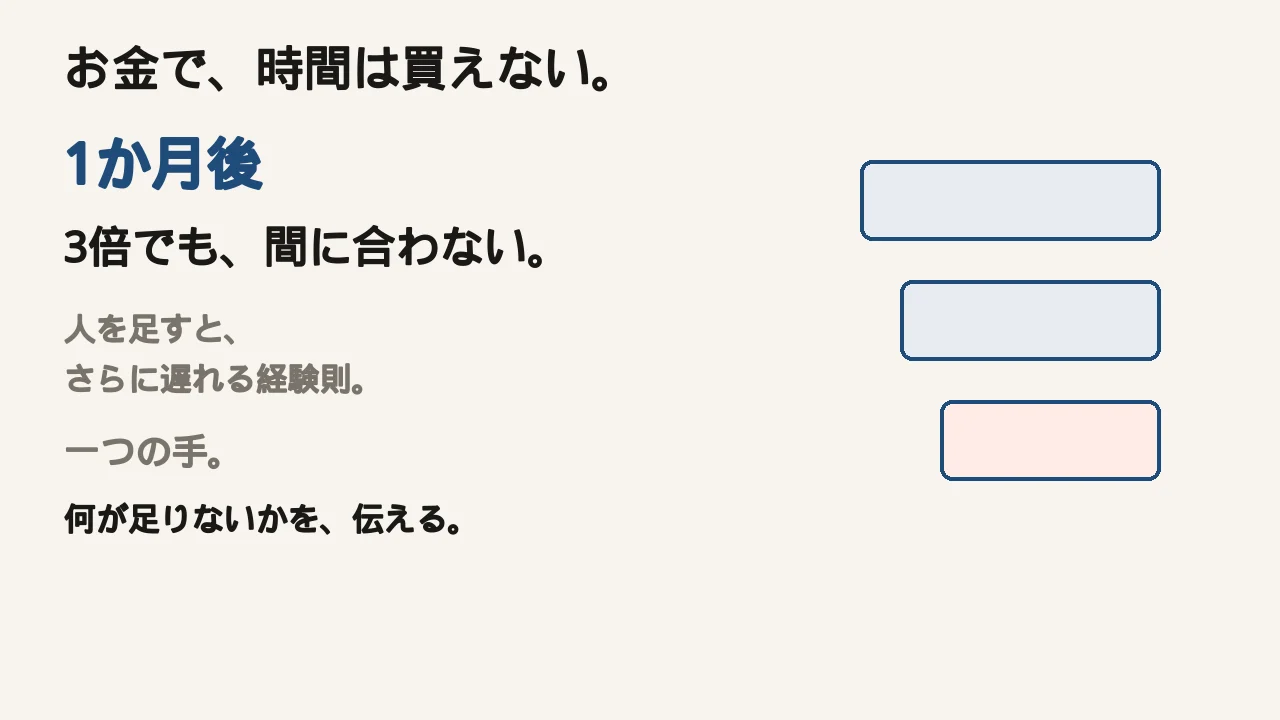 お金で、時間は買えない。
1か月後
3倍でも、間に合わない。
人を足すと、
さらに遅れる経験則。
一つの手。
何が足りないかを、伝える。